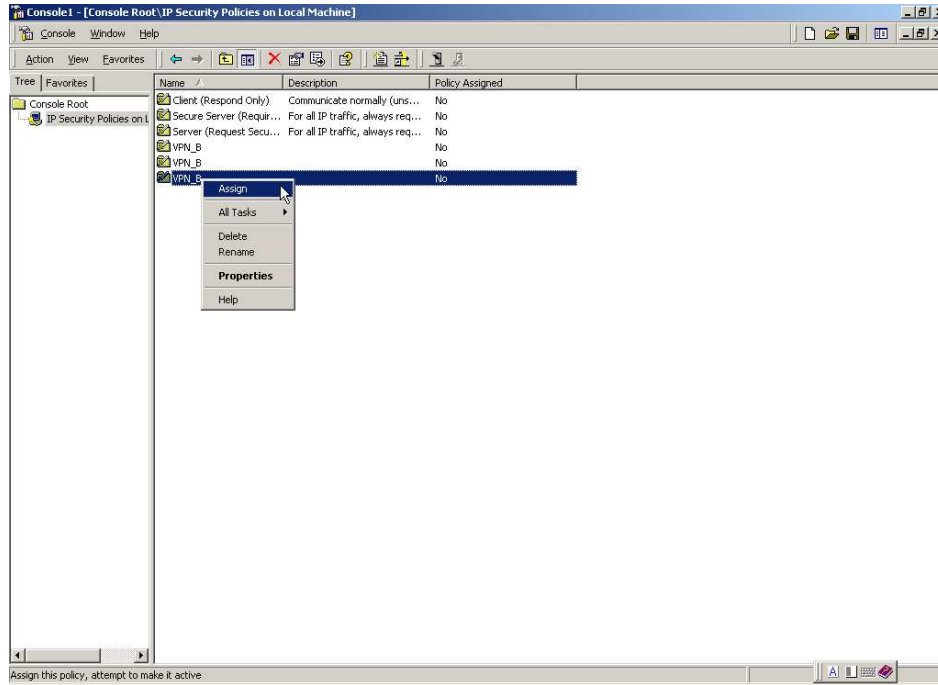 Console1 - [Console Root\IP Security Policies on Local Machine]
Console Window Help
Action View Favorites
Tree Favorites
Name Description Policy Assigned
Console Root
IP Security Policies on L
Client (Respond Only) Communicate normally (uns... No
Secure Server (Requir... For all IP traffic, always req... No
Server (Request Secu... For all IP traffic, always req... No
VPN_B No
VPN_B No
VPN_B No
Assign
All Tasks
Delete
Rename
Properties
Help
Assign this policy, attempt to make it active
A